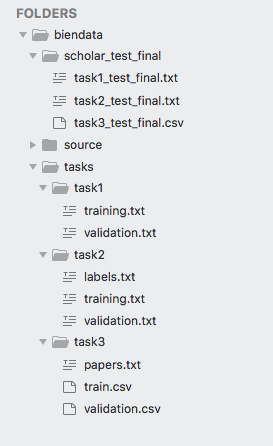 FOLDERS
biendata
scholar_test_final
task1_test_final.txt
task2_test_final.txt
task3_test_final.csv
source
tasks
task1
training.txt
validation.txt
task2
labels.txt
training.txt
validation.txt
task3
papers.txt
train.csv
validation.csv